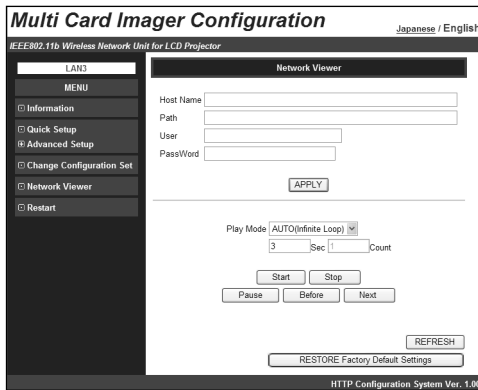 Multi Card Imager Configuration
Japanese / English
IEEE802.11b Wireless Network Unit for LCD Projector
LAN3
MENU
Information
Quick Setup
Advanced Setup
Change Configuration Set
Network Viewer
Restart
Network Viewer
Host Name
Path
User
PassWord
APPLY
Play Mode AUTO(Infinite Loop)
3 Sec 1 Count
Start Stop
Pause Before Next
REFRESH
RESTORE Factory Default Settings
HTTP Configuration System Ver. 1.00